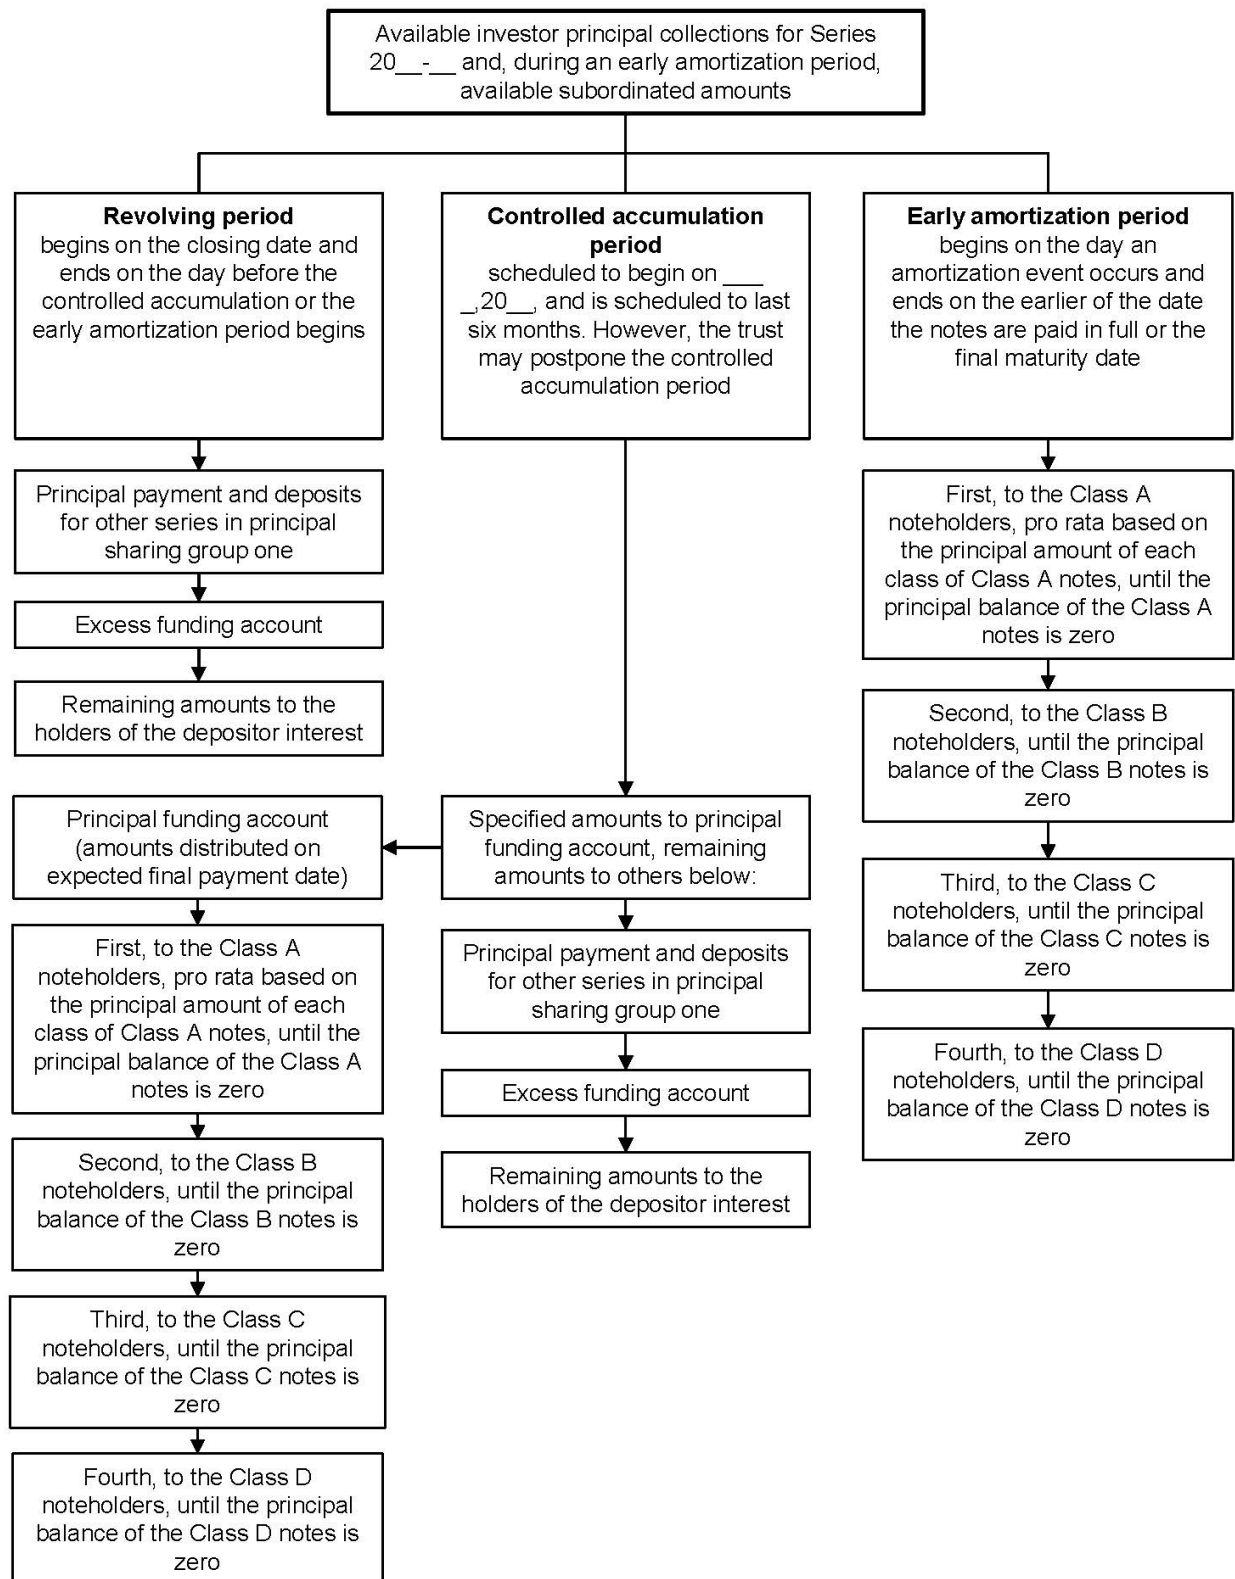 Available investor principal collections for Series
20__-__ and, during an early amortization period,
available subordinated amounts
Revolving period
begins on the closing date and
ends on the day before the
controlled accumulation or the
early amortization period begins
Controlled accumulation
period
scheduled to begin on ___
_,20__, and is scheduled to last
six months. However, the trust
may postpone the controlled
accumulation period
Early amortization period
begins on the day an
amortization event occurs and
ends on the earlier of the date
the notes are paid in full or the
final maturity date
Principal payment and deposits
for other series in principal
sharing group one
Excess funding account
Remaining amounts to the
holders of the depositor interest
Principal funding account
(amounts distributed on
expected final payment date)
First, to the Class A
noteholders, pro rata based on
the principal amount of each
class of Class A notes, until the
principal balance of the Class A
notes is zero
Second, to the Class B
noteholders, until the principal
balance of the Class B notes is
zero
Third, to the Class C
noteholders, until the principal
balance of the Class C notes is
zero
Fourth, to the Class D
noteholders, until the principal
balance of the Class D notes is
zero
Specified amounts to principal
funding account, remaining
amounts to others below:
Principal payment and deposits
for other series in principal
sharing group one
Excess funding account
Remaining amounts to the
holders of the depositor interest
First, to the Class A
noteholders, pro rata based on
the principal amount of each
class of Class A notes, until the
principal balance of the Class A
notes is zero
Second, to the Class B
noteholders, until the principal
balance of the Class B notes is
zero
Third, to the Class C
noteholders, until the principal
balance of the Class C notes is
zero
Fourth, to the Class D
noteholders, until the principal
balance of the Class D notes is
zero